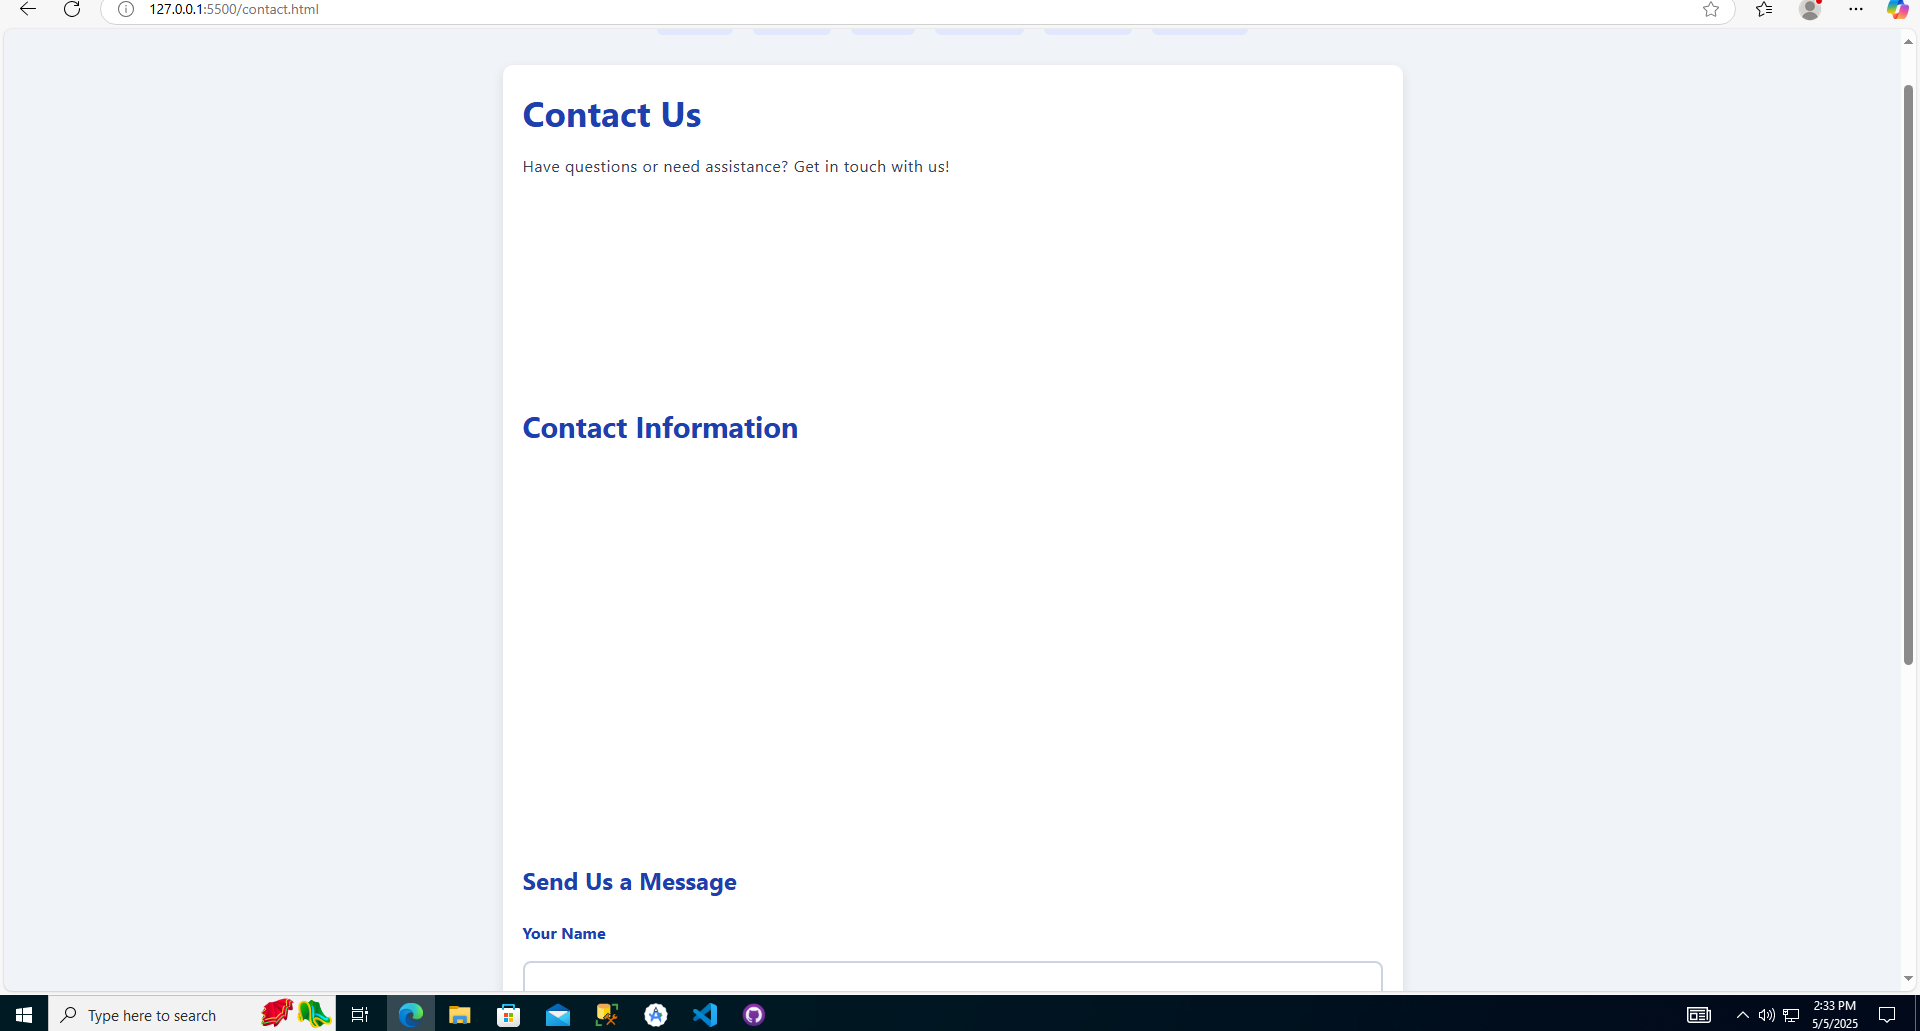 127.0.0.1:5500/contact.html
Contact Us
Have questions or need assistance? Get in touch with us!
Contact Information
Send Us a Message
Your Name
Type here to search
2:33 PM
5/5/2025